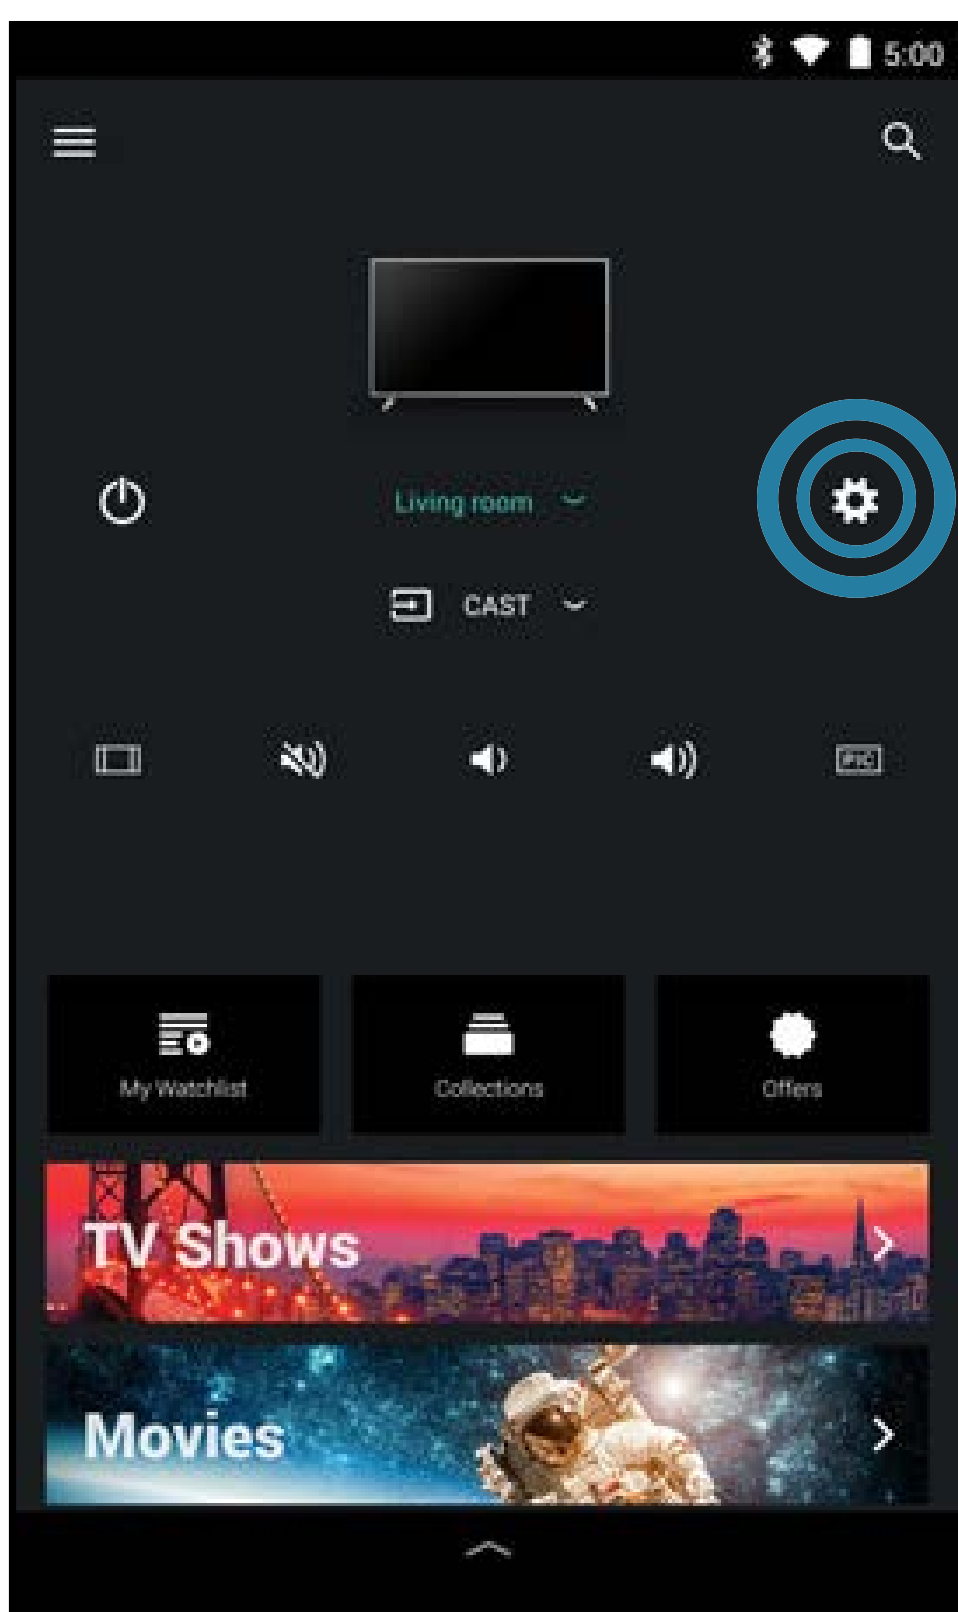 5:00
Living room
CAST
PIC
My Watchlist
Collections
Offers
TV Shows
Movies